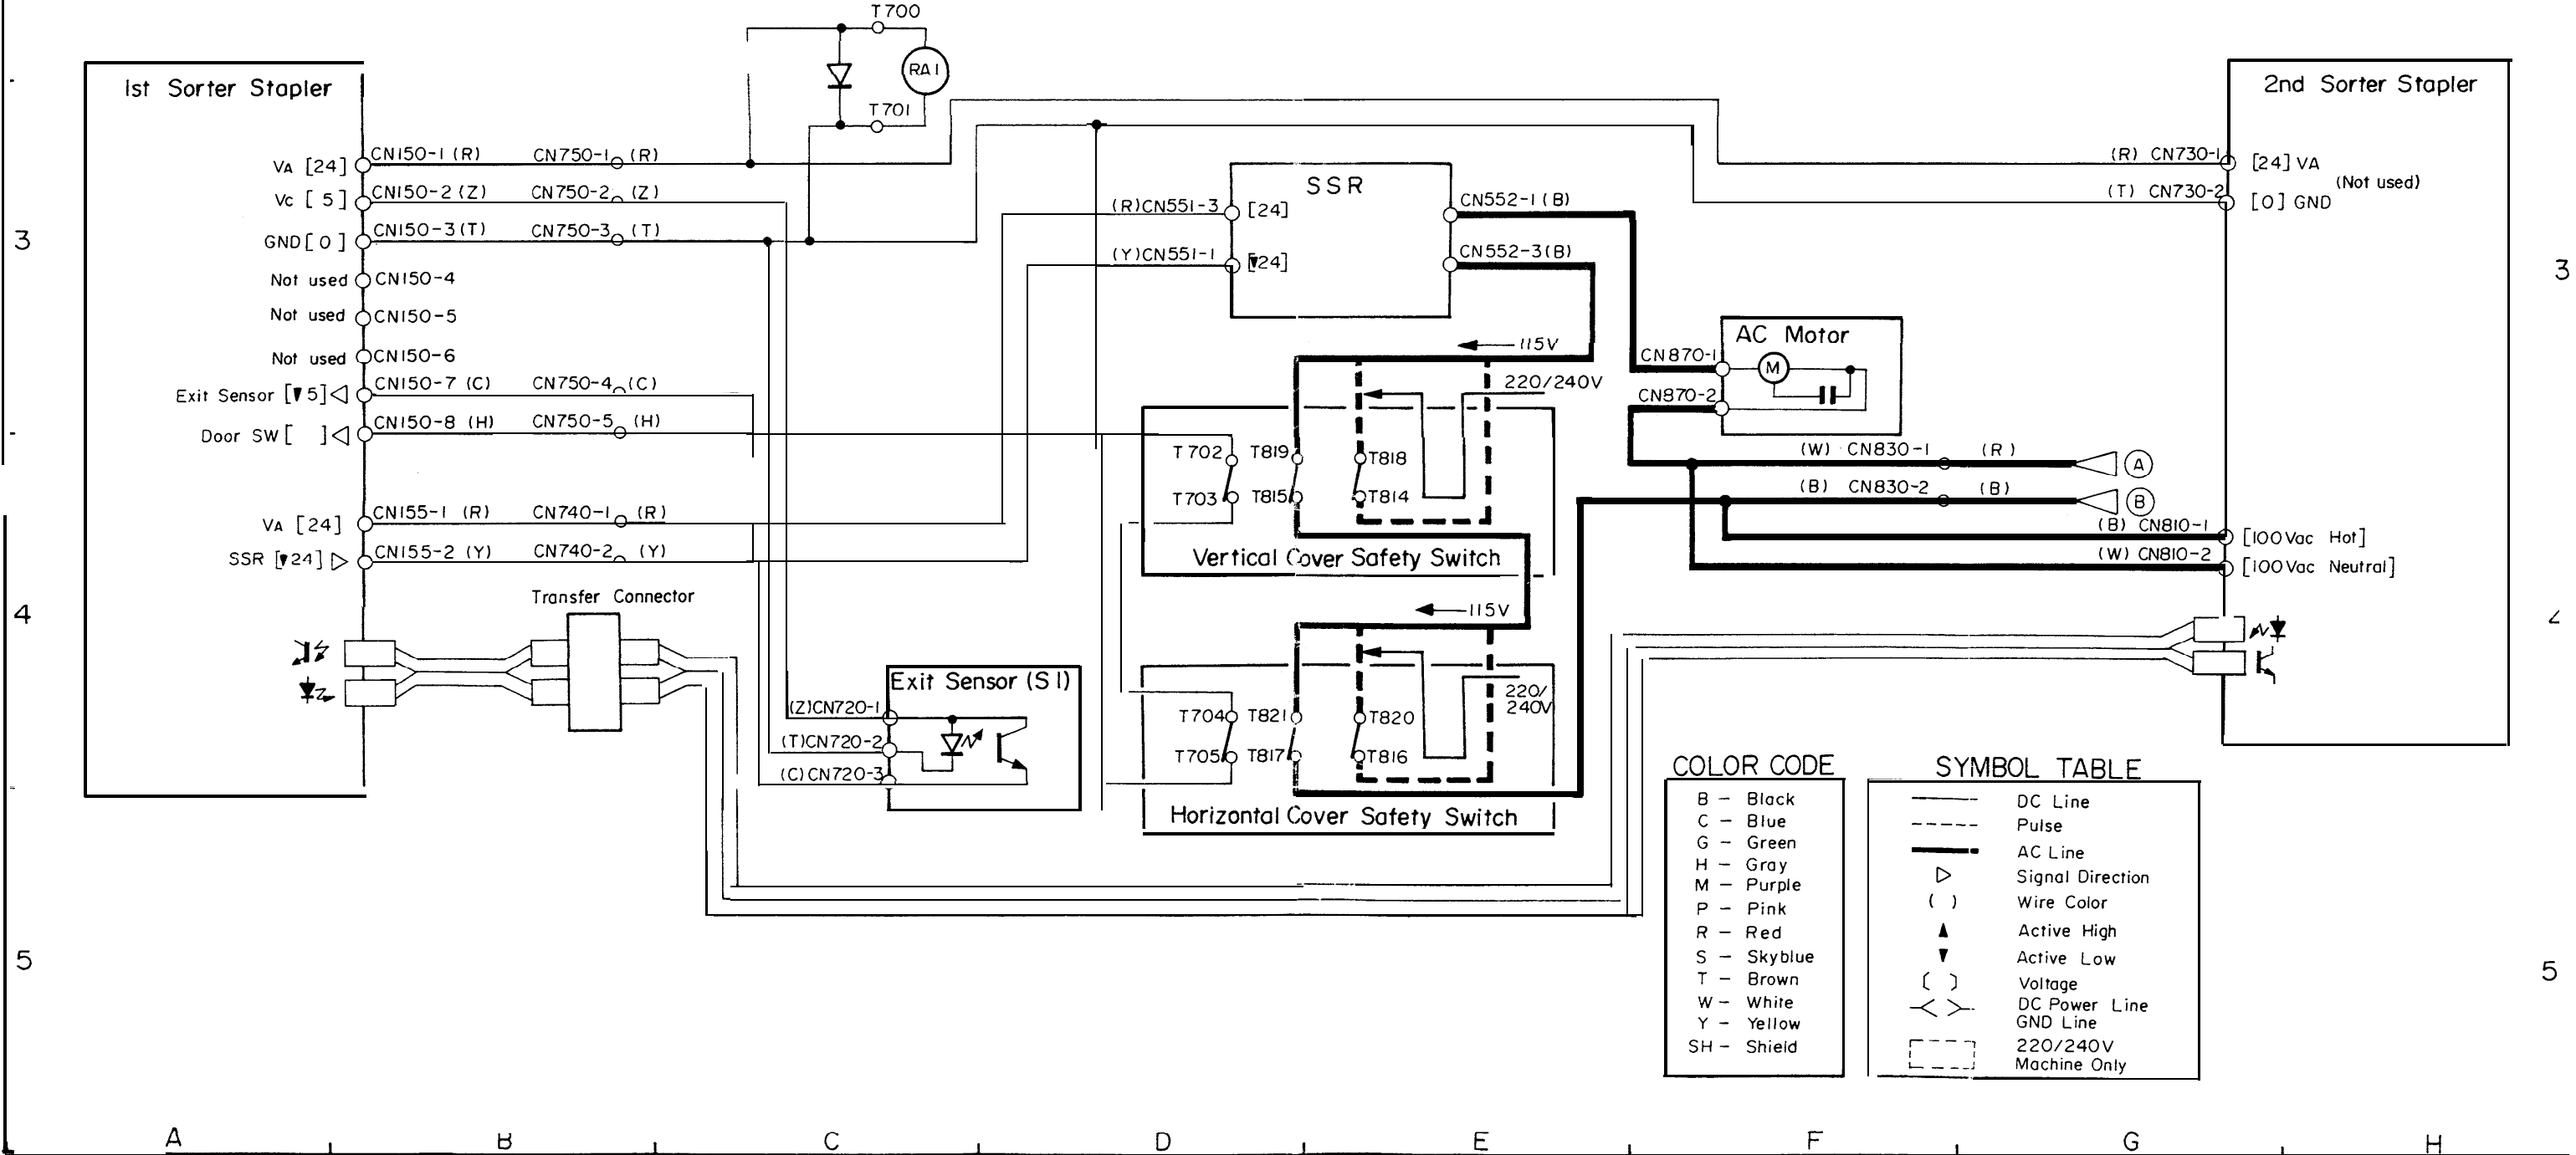 T700
RA1
T701
1st Sorter Stapler
VA [24]
CN150-1 (R)
CN750-1 (R)
Vc [ 5]
CN150-2 (Z)
CN750-2 (Z)
GND [ 0 ]
CN150-3 (T)
CN750-3 (T)
Not used
CN150-4
Not used
CN150-5
Not used
CN150-6
Exit Sensor [▼5]
CN150-7 (C)
CN750-4 (C)
Door SW [ ]
CN150-8 (H)
CN750-5 (H)
VA [24]
CN155-1 (R)
CN740-1 (R)
SSR [▼24]
CN155-2 (Y)
CN740-2 (Y)
Transfer Connector
Exit Sensor (S1)
(Z)CN720-1
(T)CN720-2
(C)CN720-3
SSR
(R)CN551-3
[24]
CN552-1 (B)
(Y)CN551-1
[▼24]
CN552-3 (B)
115V
220/240V
T702
T819
T818
T703
T815
T814
Vertical Cover Safety Switch
115V
220/
240V
T704
T821
T820
T705
T817
T816
Horizontal Cover Safety Switch
AC Motor
CN870-1
M
CN870-2
(W) CN830-1 (R)
A
(B) CN830-2 (B)
B
2nd Sorter Stapler
(R) CN730-1
[24] VA
(Not used)
(T) CN730-2
[0] GND
(B) CN810-1
[100Vac Hot]
(W) CN810-2
[100Vac Neutral]
COLOR CODE
B - Black
C - Blue
G - Green
H - Gray
M - Purple
P - Pink
R - Red
S - Skyblue
T - Brown
W - White
Y - Yellow
SH - Shield
SYMBOL TABLE
DC Line
Pulse
AC Line
Signal Direction
( ) Wire Color
▲ Active High
▼ Active Low
[ ] Voltage
DC Power Line
GND Line
220/240V
Machine Only
3
4
5
3
5
A B C D E F G H